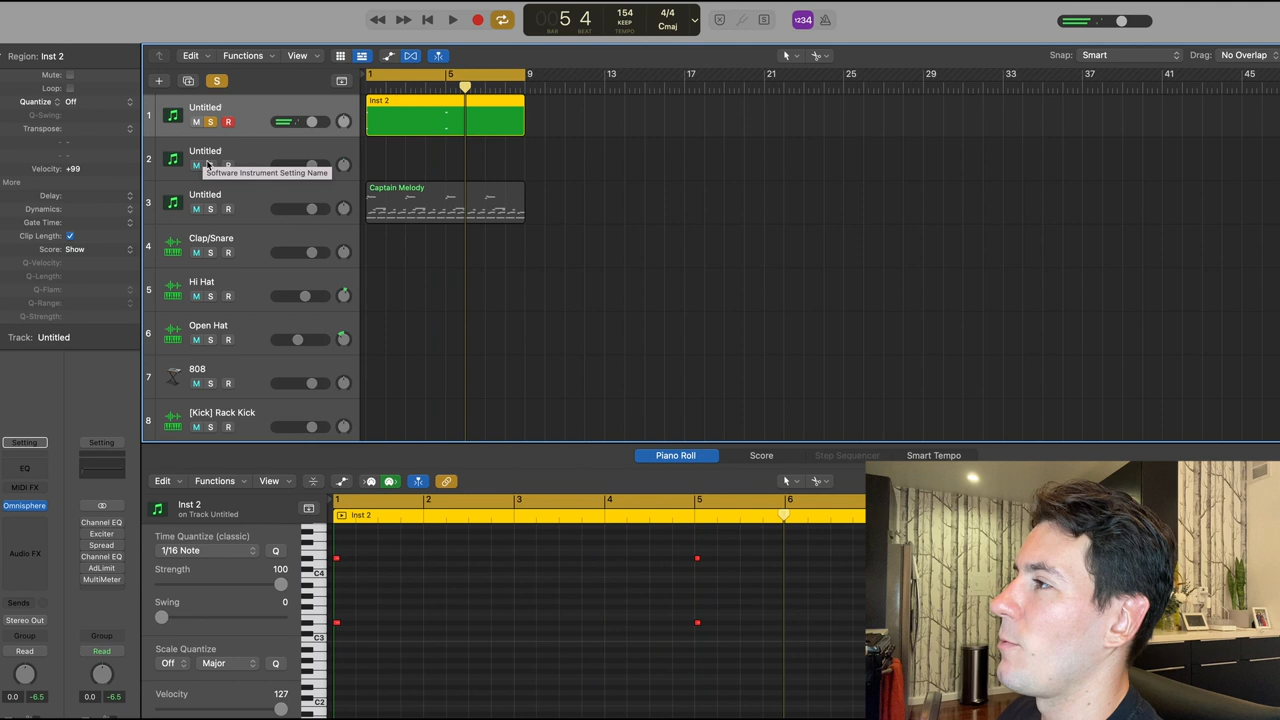 5 4
BAR BEAT
154
KEEP
TEMPO
4/4
Cmaj
1234
Region: Inst 2
Mute:
Loop:
Quantize Off
Q-Swing:
Transpose:
Velocity: +99
More
Delay:
Dynamics:
Gate Time:
Clip Length:
Score: Show
Q-Velocity:
Q-Length:
Q-Flam:
Q-Range:
Q-Strength:
Track: Untitled
Setting
EQ
MIDI FX
Omnisphere
Audio FX
Sends
Stereo Out
Group
Read
0.0 -6.5
Setting
Channel EQ
Exciter
Spread
Channel EQ
AdLimit
MultiMeter
Group
Read
0.0 -6.5
Edit Functions View
Snap: Smart Drag: No Overlap
S
1 5 9 13 17 21 25 29 33 37 41 45
1 Untitled
M S R
Inst 2
2 Untitled
M R
Software Instrument Setting Name
3 Untitled
M S R
Captain Melody
4 Clap/Snare
M S R
5 Hi Hat
M S R
6 Open Hat
M S R
7 808
M S R
8 [Kick] Rack Kick
M S R
Piano Roll Score Step Sequencer Smart Tempo
Edit Functions View
1 2 3 4 5 6
Inst 2
Inst 2
on Track Untitled
Time Quantize (classic)
1/16 Note Q
Strength 100
Swing 0
Scale Quantize
Off Major Q
Velocity 127
C4
C3
C2